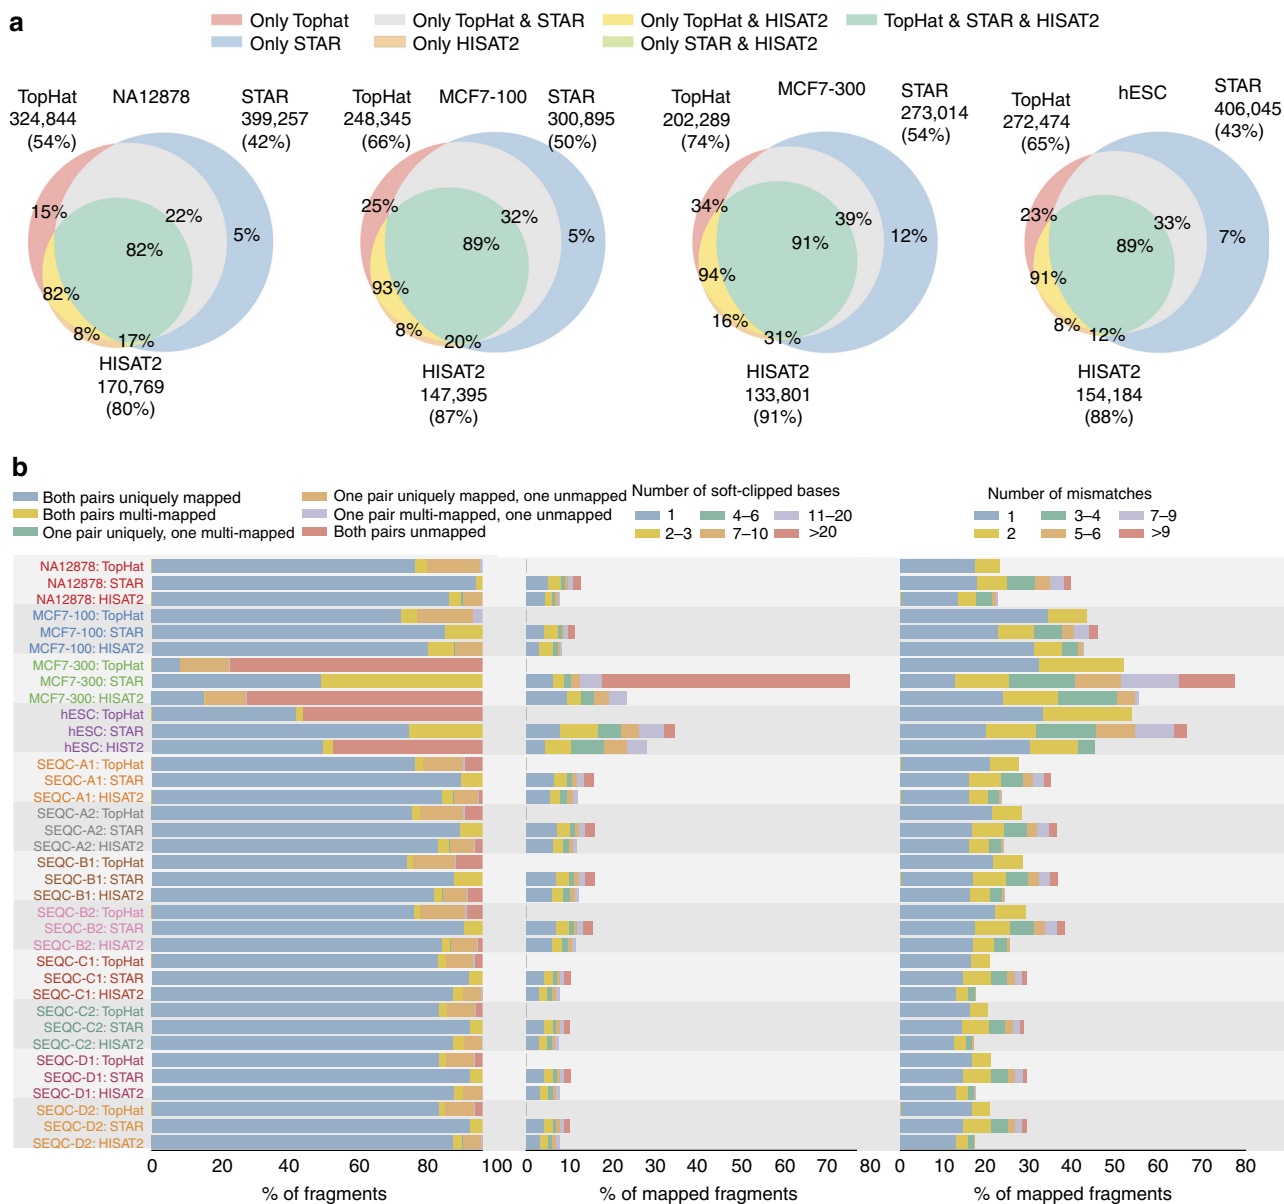 a
Only Tophat
Only TopHat & STAR
Only TopHat & HISAT2
TopHat & STAR & HISAT2
Only STAR
Only HISAT2
Only STAR & HISAT2
TopHat
324,844
(54%)
NA12878
STAR
399,257
(42%)
15%
22%
5%
82%
82%
8%
17%
HISAT2
170,769
(80%)
TopHat
248,345
(66%)
MCF7-100
STAR
300,895
(50%)
25%
32%
5%
89%
93%
8%
20%
HISAT2
147,395
(87%)
TopHat
202,289
(74%)
MCF7-300
STAR
273,014
(54%)
34%
39%
12%
91%
94%
16%
31%
HISAT2
133,801
(91%)
TopHat
272,474
(65%)
hESC
STAR
406,045
(43%)
23%
33%
7%
89%
91%
8%
12%
HISAT2
154,184
(88%)
b
Both pairs uniquely mapped
Both pairs multi-mapped
One pair uniquely, one multi-mapped
One pair uniquely mapped, one unmapped
One pair multi-mapped, one unmapped
Both pairs unmapped
Number of soft-clipped bases
1
4–6
11–20
2–3
7–10
>20
Number of mismatches
1
3–4
7–9
2
5–6
>9
NA12878: TopHat
NA12878: STAR
NA12878: HISAT2
MCF7-100: TopHat
MCF7-100: STAR
MCF7-100: HISAT2
MCF7-300: TopHat
MCF7-300: STAR
MCF7-300: HISAT2
hESC: TopHat
hESC: STAR
hESC: HIST2
SEQC-A1: TopHat
SEQC-A1: STAR
SEQC-A1: HISAT2
SEQC-A2: TopHat
SEQC-A2: STAR
SEQC-A2: HISAT2
SEQC-B1: TopHat
SEQC-B1: STAR
SEQC-B1: HISAT2
SEQC-B2: TopHat
SEQC-B2: STAR
SEQC-B2: HISAT2
SEQC-C1: TopHat
SEQC-C1: STAR
SEQC-C1: HISAT2
SEQC-C2: TopHat
SEQC-C2: STAR
SEQC-C2: HISAT2
SEQC-D1: TopHat
SEQC-D1: STAR
SEQC-D1: HISAT2
SEQC-D2: TopHat
SEQC-D2: STAR
SEQC-D2: HISAT2
0 20 40 60 80 100
% of fragments
0 10 20 30 40 50 60 70 80
% of mapped fragments
0 10 20 30 40 50 60 70 80
% of mapped fragments